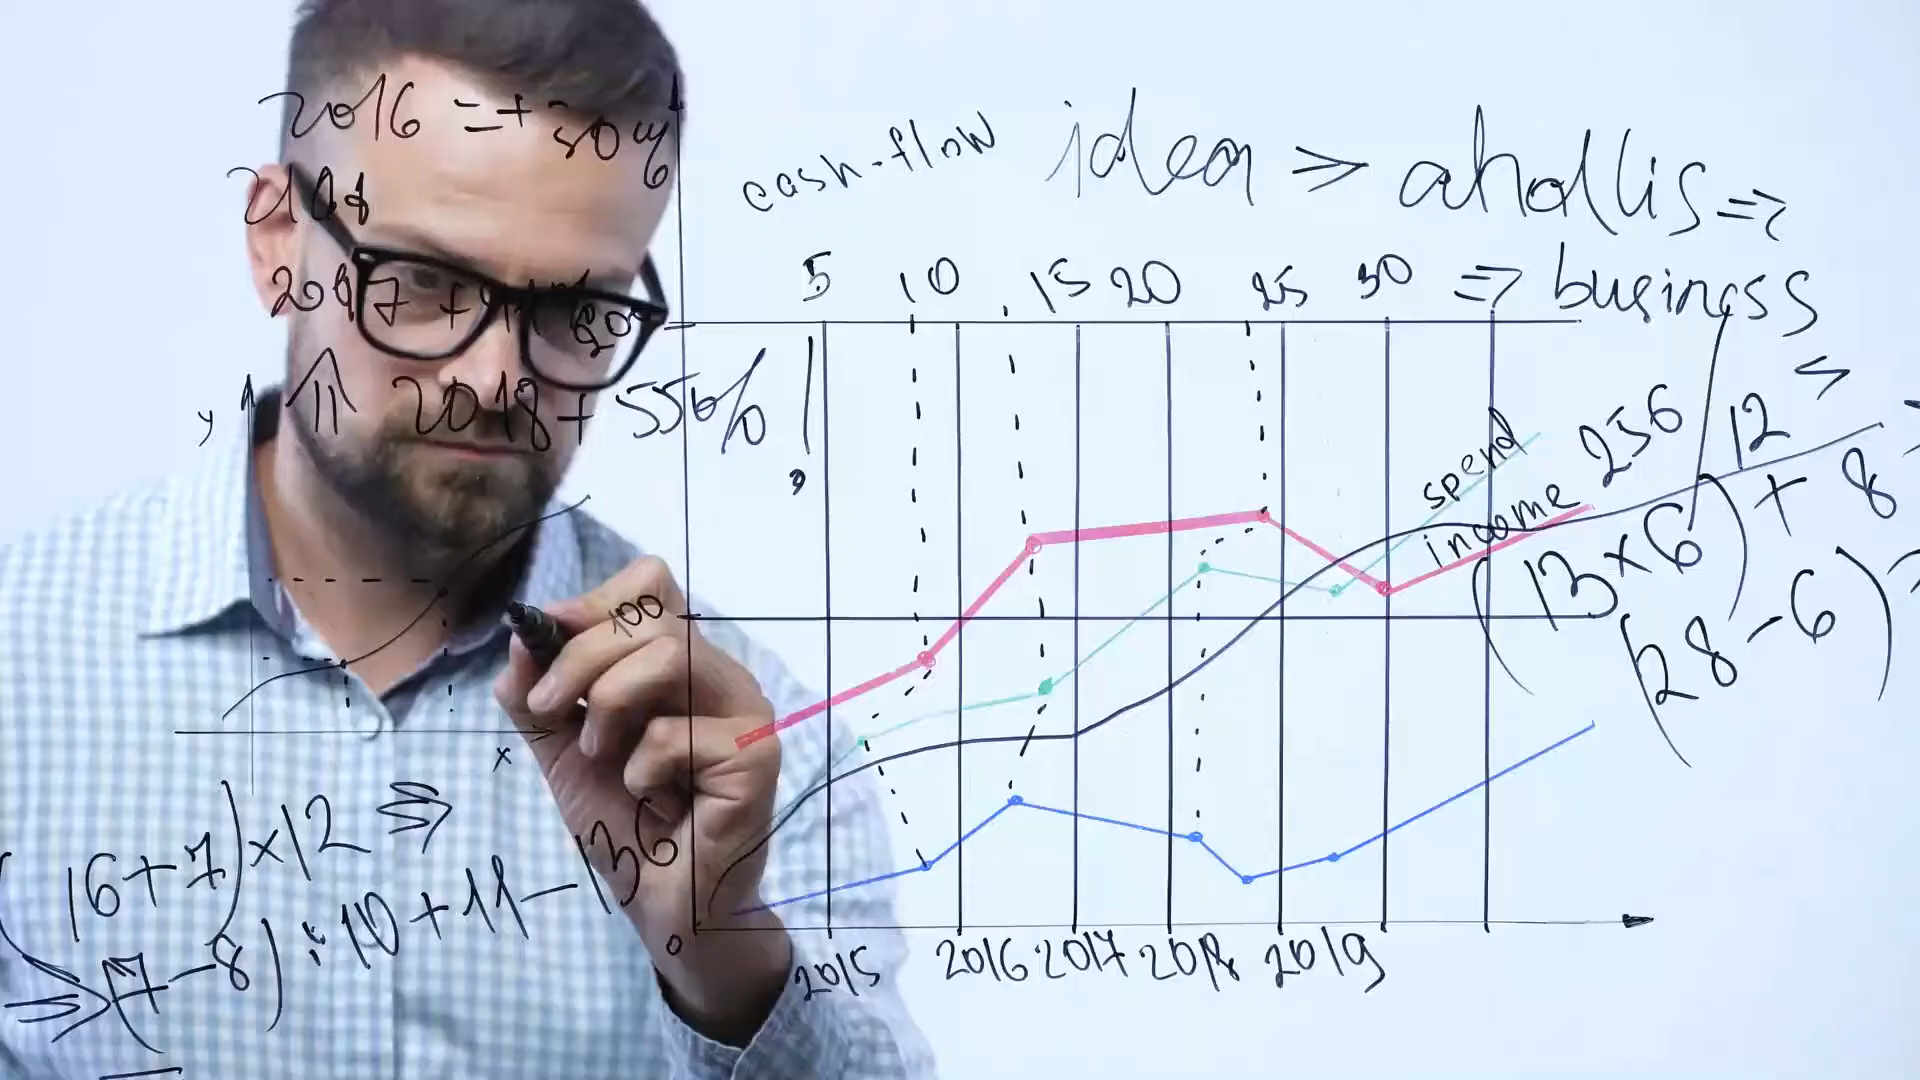 2016 = + 30
cash-flow idea => ahallis =>
2017 +
5 10 15 20 25 30 => business
2018 + 55%!
256
12
spend
income
(13×6) + 8
(28-6)
y
100
x
(16+7)×12 =>
=> (7-8) : 10 + 11 - 136
0
2015 2016 2017 2018 2019